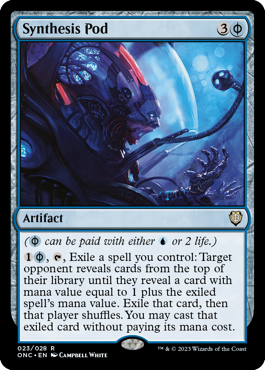 Synthesis Pod 3
Artifact
( can be paid with either or 2 life.)
1 , , Exile a spell you control: Target
opponent reveals cards from the top of
their library until they reveal a card with
mana value equal to 1 plus the exiled
spell's mana value. Exile that card, then
that player shuffles. You may cast that
exiled card without paying its mana cost.
023/028 R
ONC • EN CAMPBELL WHITE
™ & © 2023 Wizards of the Coast